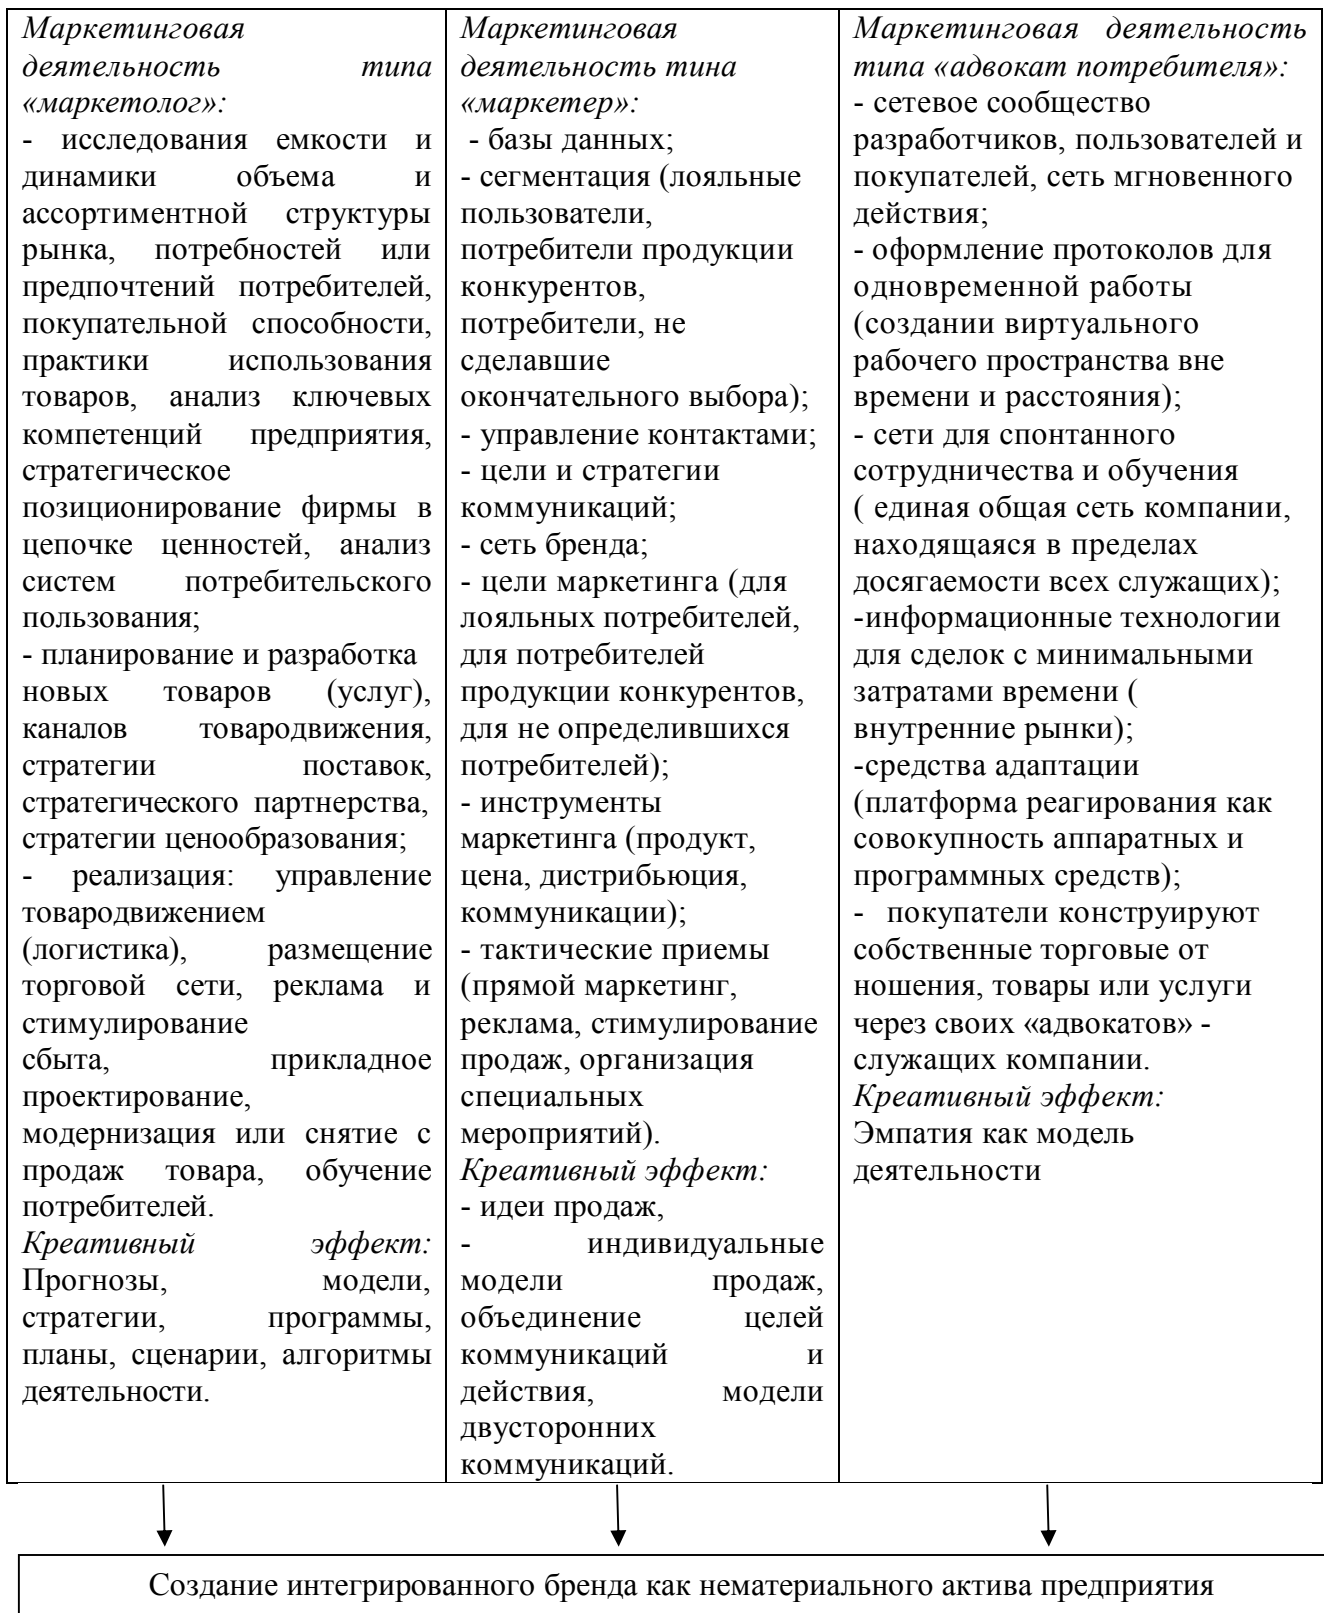 Маркетинговая
деятельность типа
«маркетолог»:
- исследования емкости и
динамики объема и
ассортиментной структуры
рынка, потребностей или
предпочтений потребителей,
покупательной способности,
практики использования
товаров, анализ ключевых
компетенций предприятия,
стратегическое
позиционирование фирмы в
цепочке ценностей, анализ
систем потребительского
пользования;
- планирование и разработка
новых товаров (услуг),
каналов товародвижения,
стратегии поставок,
стратегического партнерства,
стратегии ценообразования;
- реализация: управление
товародвижением
(логистика), размещение
торговой сети, реклама и
стимулирование
сбыта, прикладное
проектирование,
модернизация или снятие с
продаж товара, обучение
потребителей.
Креативный эффект:
Прогнозы, модели,
стратегии, программы,
планы, сценарии, алгоритмы
деятельности.
Маркетинговая
деятельность тина
«маркетер»:
- базы данных;
- сегментация (лояльные
пользователи,
потребители продукции
конкурентов,
потребители, не
сделавшие
окончательного выбора);
- управление контактами;
- цели и стратегии
коммуникаций;
- сеть бренда;
- цели маркетинга (для
лояльных потребителей,
для потребителей
продукции конкурентов,
для не определившихся
потребителей);
- инструменты
маркетинга (продукт,
цена, дистрибьюция,
коммуникации);
- тактические приемы
(прямой маркетинг,
реклама, стимулирование
продаж, организация
специальных
мероприятий).
Креативный эффект:
- идеи продаж,
- индивидуальные
модели продаж,
объединение целей
коммуникаций и
действия, модели
двусторонних
коммуникаций.
Маркетинговая деятельность
типа «адвокат потребителя»:
- сетевое сообщество
разработчиков, пользователей и
покупателей, сеть мгновенного
действия;
- оформление протоколов для
одновременной работы
(создании виртуального
рабочего пространства вне
времени и расстояния);
- сети для спонтанного
сотрудничества и обучения
( единая общая сеть компании,
находящаяся в пределах
досягаемости всех служащих);
-информационные технологии
для сделок с минимальными
затратами времени (
внутренние рынки);
-средства адаптации
(платформа реагирования как
совокупность аппаратных и
программных средств);
- покупатели конструируют
собственные торговые от
ношения, товары или услуги
через своих «адвокатов» -
служащих компании.
Креативный эффект:
Эмпатия как модель
деятельности
Создание интегрированного бренда как нематериального актива предприятия